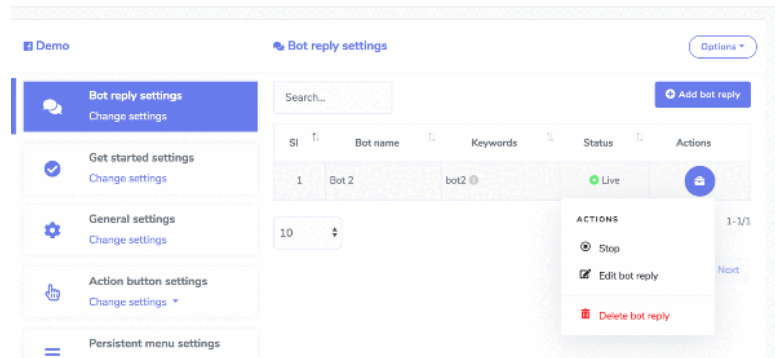 Demo
Bot reply settings
Change settings
Get started settings
Change settings
General settings
Change settings
Action button settings
Change settings
Persistent menu settings
Bot reply settings
Options
Search...
Add bot reply
Sl Bot name Keywords Status Actions
1 Bot 2 bot2 Live
10
1-1/1
ACTIONS
Stop
Edit bot reply
Delete bot reply
Next